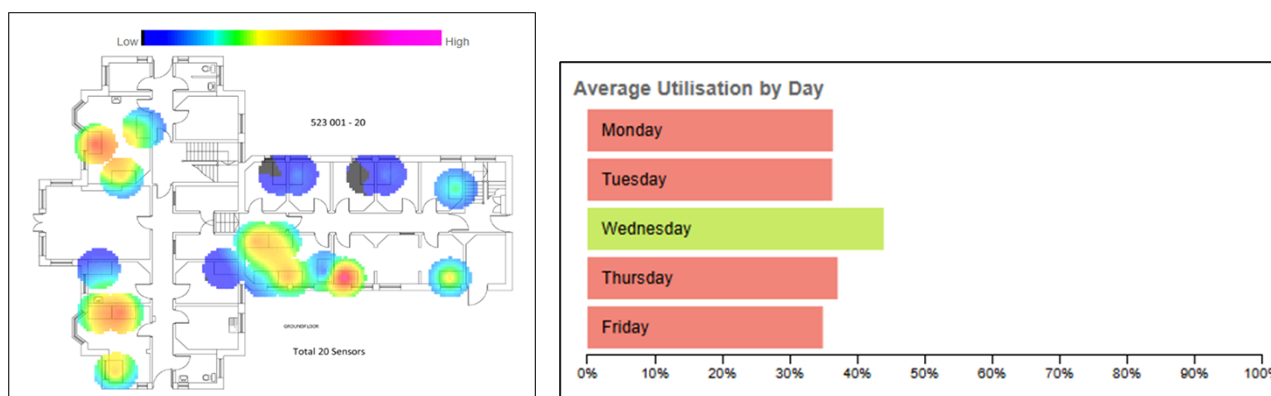 Low High
523 001 - 20
GROUNDFLOOR
Total 20 Sensors
Average Utilisation by Day
Monday
Tuesday
Wednesday
Thursday
Friday
0% 10% 20% 30% 40% 50% 60% 70% 80% 90% 100%